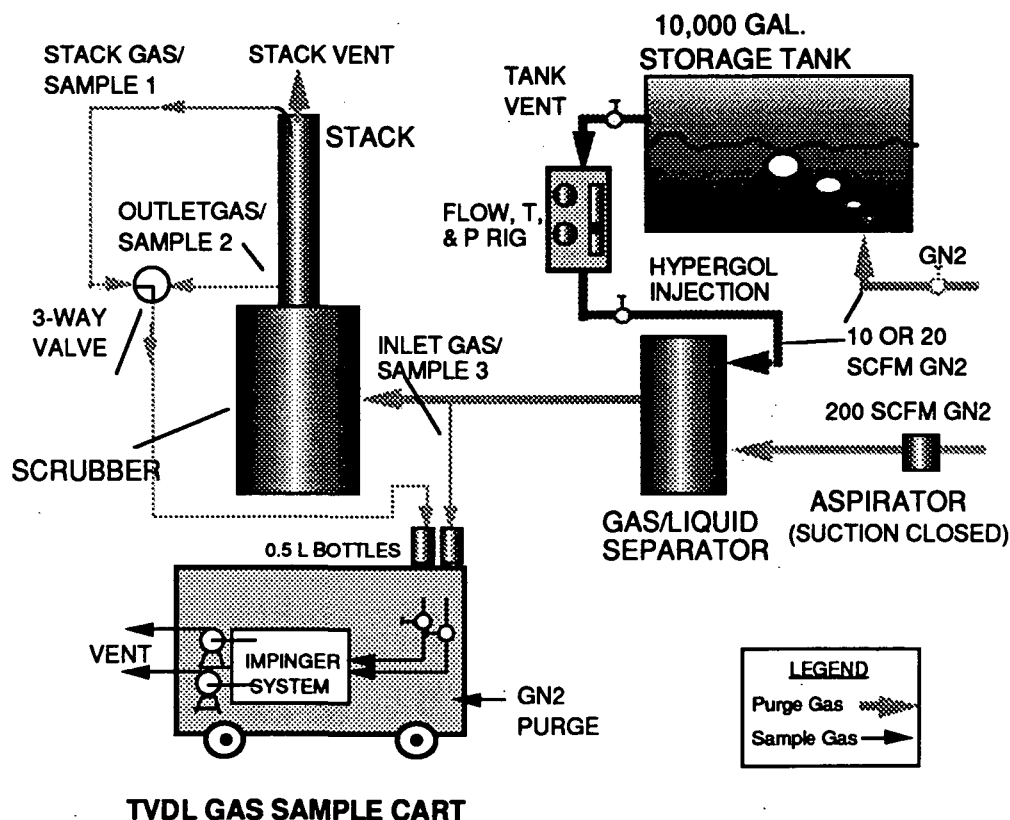 10,000 GAL.
STORAGE TANK
STACK GAS/
SAMPLE 1
STACK VENT
TANK
VENT
STACK
OUTLETGAS/
SAMPLE 2
FLOW, T,
& P RIG
GN2
HYPERGOL
INJECTION
3-WAY
VALVE
INLET GAS/
SAMPLE 3
10 OR 20
SCFM GN2
200 SCFM GN2
SCRUBBER
GAS/LIQUID
SEPARATOR
ASPIRATOR
(SUCTION CLOSED)
0.5 L BOTTLES
VENT
IMPINGER
SYSTEM
GN2
PURGE
LEGEND
Purge Gas
Sample Gas
TVDL GAS SAMPLE CART